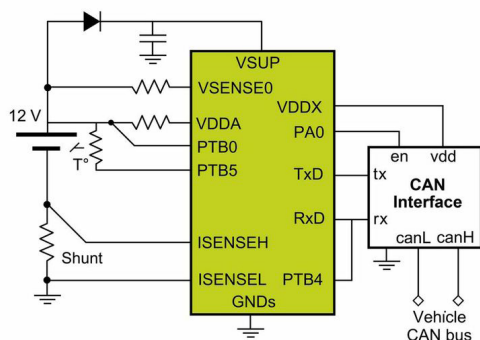 VSUP
VSENSE0
VDDX
12 V
VDDA
PTB0
PA0
en
vdd
T°
PTB5
TxD
tx
CAN
Interface
RxD
rx
ISENSEH
canL
canH
Shunt
ISENSEL
PTB4
GNDs
Vehicle
CAN bus